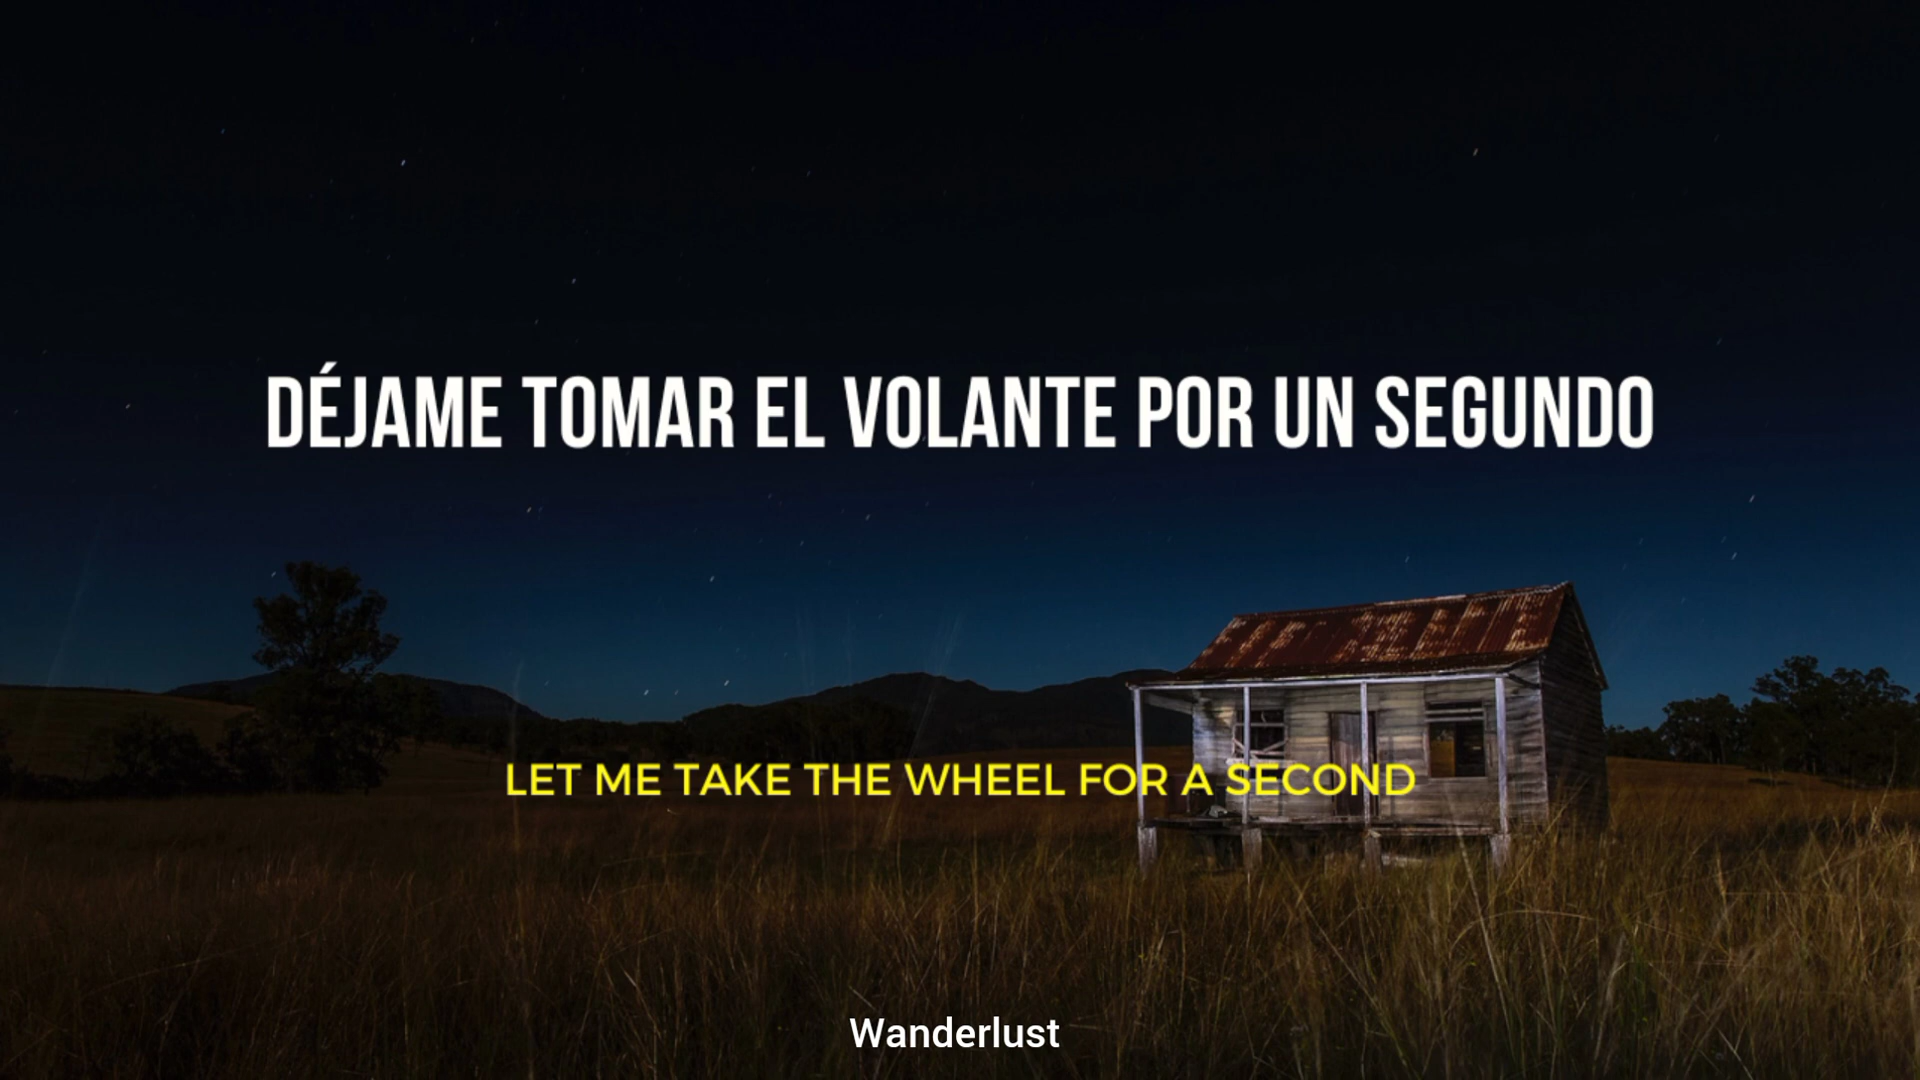 DÉJAME TOMAR EL VOLANTE POR UN SEGUNDO
LET ME TAKE THE WHEEL FOR A SECOND
Wanderlust